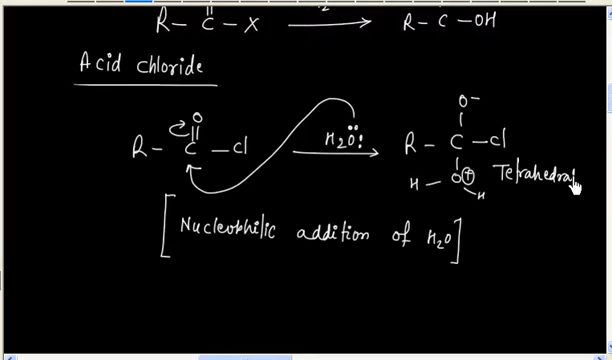 R - C - X R - C - OH
Acid chloride
O O⁻
R - C - Cl H₂O: R - C - Cl
H - O⊕ Tetrahedral
H
[Nucleophilic addition of H₂O]